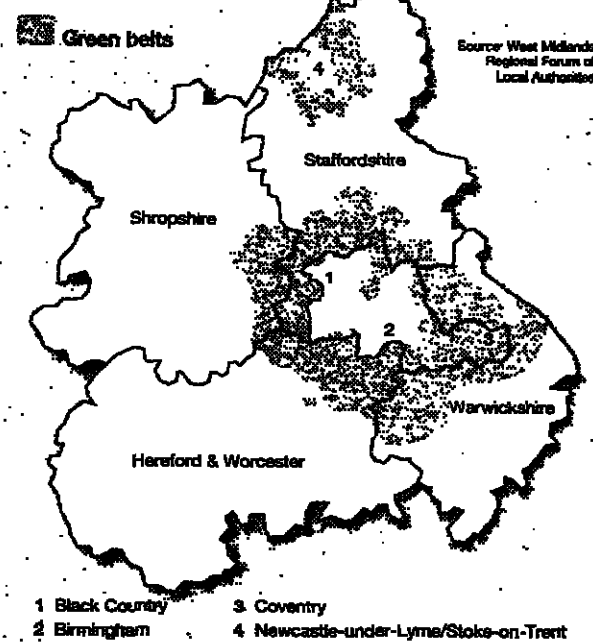 Green belts
Source: West Midlands
Regional Forum of
Local Authorities
4
Staffordshire
Shropshire
1
2
3
Warwickshire
Hereford & Worcester
1 Black Country
3 Coventry
2 Birmingham
4 Newcastle-under-Lyme/Stoke-on-Trent